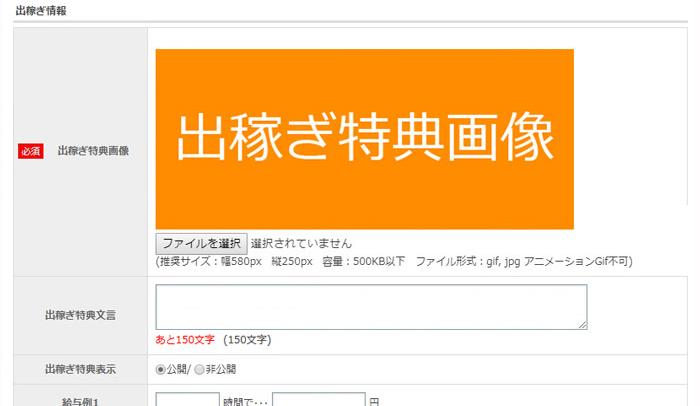 出稼ぎ情報
必須 出稼ぎ特典画像
出稼ぎ特典画像
ファイルを選択 選択されていません
(推奨サイズ：幅580px 縦250px 容量：500KB以下 ファイル形式：gif, jpg アニメーションGif不可)
出稼ぎ特典文言
あと150文字 (150文字)
出稼ぎ特典表示 公開/ 非公開
給与例1 時間で･･･ 円